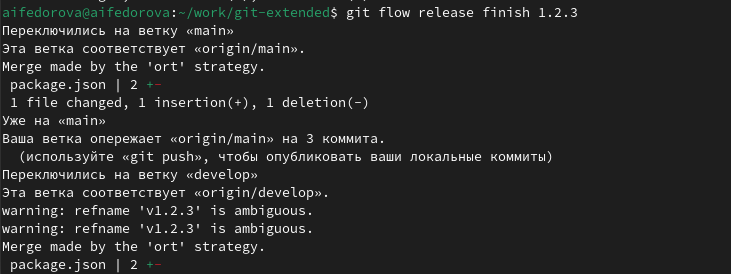 aifedorova@aifedorova:~/work/git-extended$ git flow release finish 1.2.3
Переключились на ветку «main»
Эта ветка соответствует «origin/main».
Merge made by the 'ort' strategy.
 package.json | 2 +-
 1 file changed, 1 insertion(+), 1 deletion(-)
Уже на «main»
Ваша ветка опережает «origin/main» на 3 коммита.
  (используйте «git push», чтобы опубликовать ваши локальные коммиты)
Переключились на ветку «develop»
Эта ветка соответствует «origin/develop».
warning: refname 'v1.2.3' is ambiguous.
warning: refname 'v1.2.3' is ambiguous.
Merge made by the 'ort' strategy.
 package.json | 2 +-